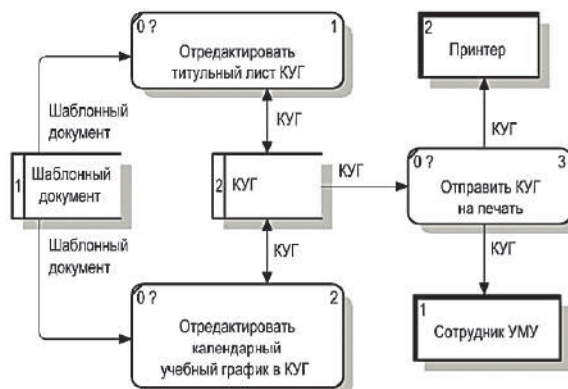 0 ?
1
Отредактировать
титульный лист КУГ
2
Принтер
Шаблонный
документ
КУГ
КУГ
1
Шаблонный
документ
2
КУГ
КУГ
0 ?
3
Отправить КУГ
на печать
Шаблонный
документ
КУГ
КУГ
0 ?
2
Отредактировать
календарный
учебный график в КУГ
1
Сотрудник УМУ